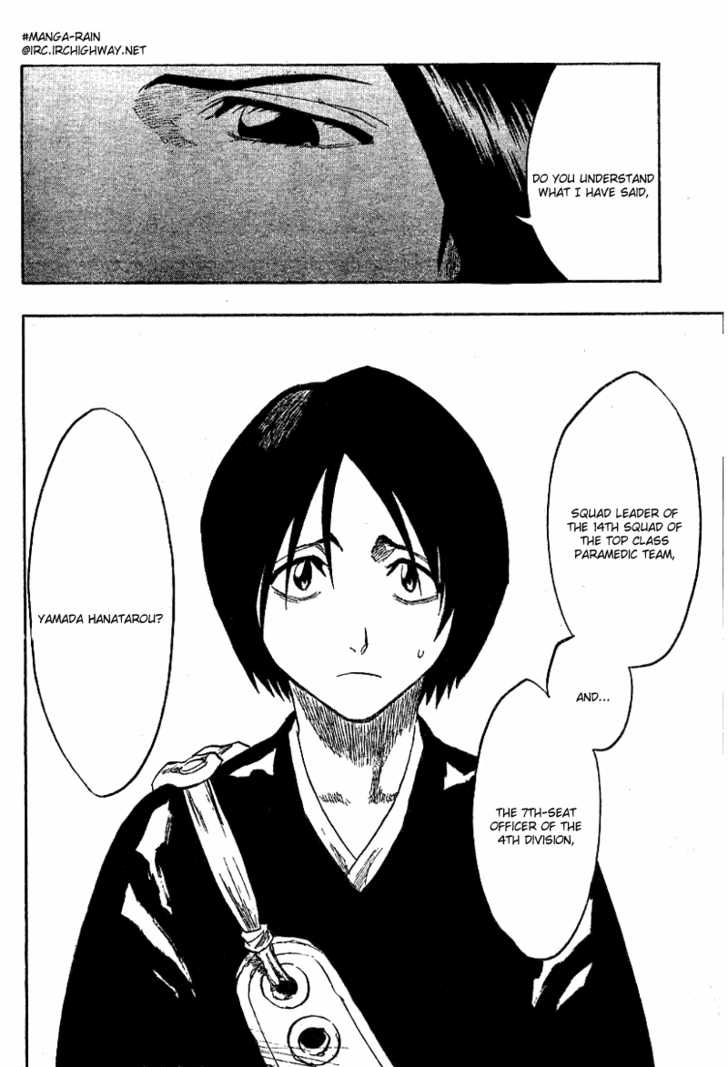 #MANGA-RAIN
@IRC.IRCHIGHWAY.NET
DO YOU UNDERSTAND
WHAT I HAVE SAID,
SQUAD LEADER OF
THE 14TH SQUAD OF
THE TOP CLASS
PARAMEDIC TEAM,
AND...
THE 7TH-SEAT
OFFICER OF THE
4TH DIVISION,
YAMADA HANATAROU?